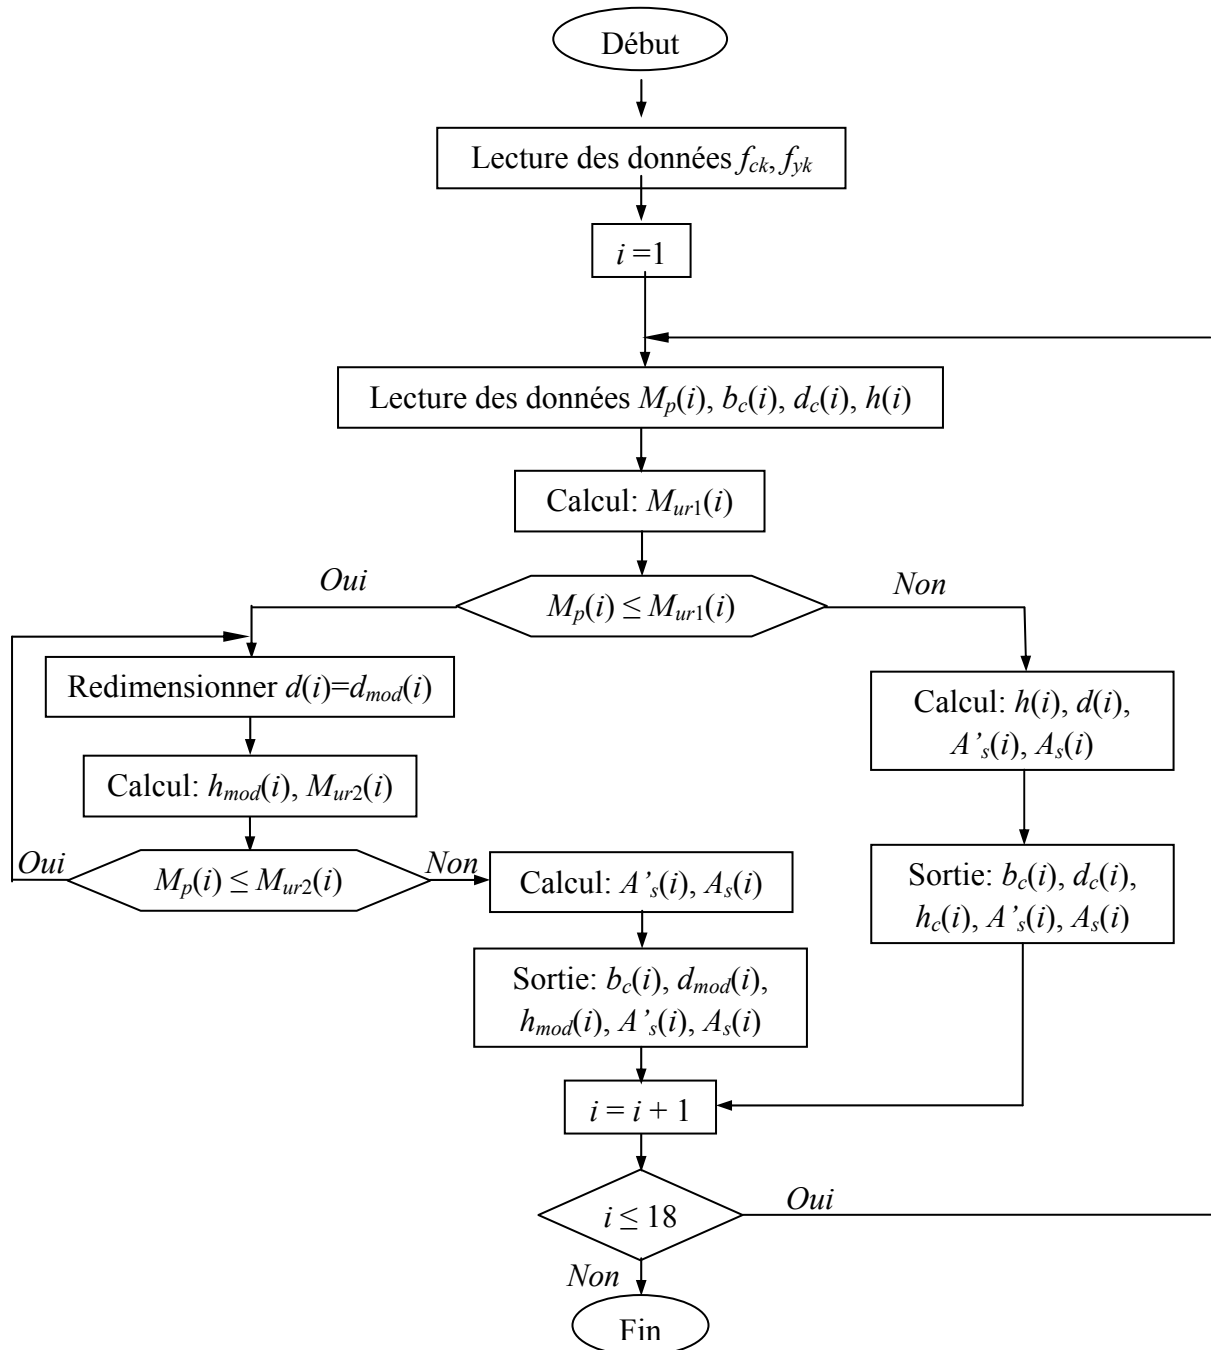 Début
Lecture des données f_ck, f_yk
i =1
Lecture des données M_p(i), b_c(i), d_c(i), h(i)
Calcul: M_ur1(i)
Oui
Non
M_p(i) ≤ M_ur1(i)
Redimensionner d(i)=d_mod(i)
Calcul: h(i), d(i),
A’_s(i), A_s(i)
Calcul: h_mod(i), M_ur2(i)
Oui
M_p(i) ≤ M_ur2(i)
Non
Calcul: A’_s(i), A_s(i)
Sortie: b_c(i), d_c(i),
h_c(i), A’_s(i), A_s(i)
Sortie: b_c(i), d_mod(i),
h_mod(i), A’_s(i), A_s(i)
i = i + 1
i ≤ 18
Oui
Non
Fin